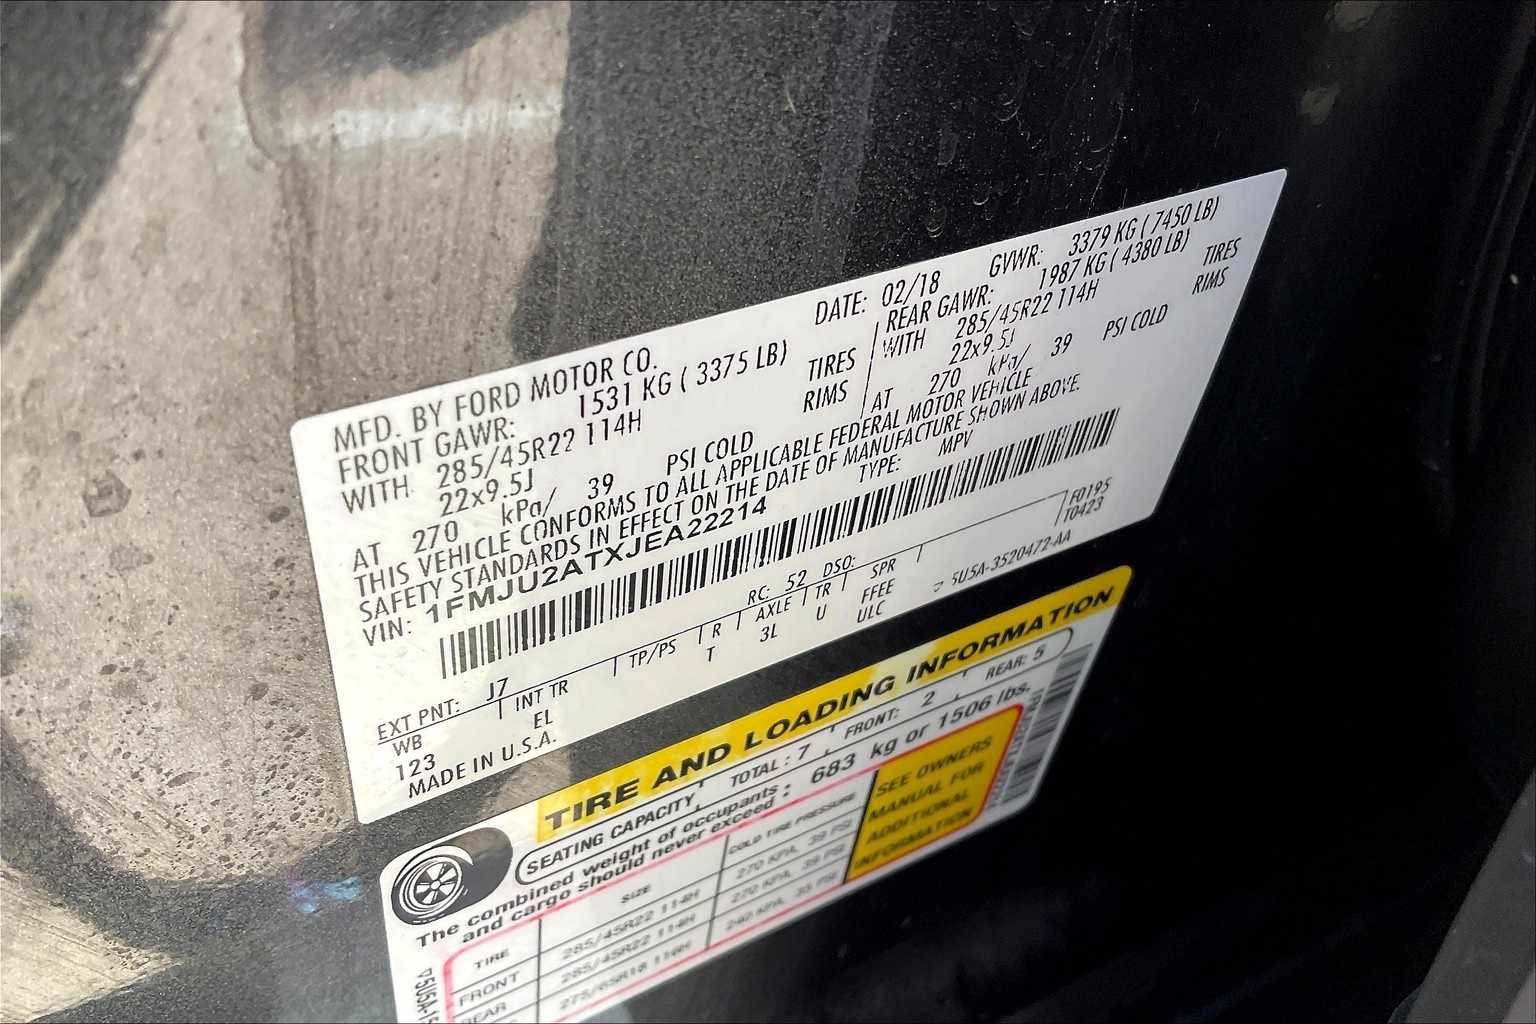 MFD. BY FORD MOTOR CO. DATE: 02/18 GVWR: 3379 KG ( 7450 LB)
FRONT GAWR: 1531 KG ( 3375 LB) REAR GAWR: 1987 KG ( 4380 LB)
WITH 285/45R22 114H TIRES WITH 285/45R22 114H TIRES
22x9.5J RIMS 22x9.5J RIMS
AT 270 kPa/ 39 PSI COLD AT 270 kPa/ 39 PSI COLD
THIS VEHICLE CONFORMS TO ALL APPLICABLE FEDERAL MOTOR VEHICLE
SAFETY STANDARDS IN EFFECT ON THE DATE OF MANUFACTURE SHOWN ABOVE.
VIN: 1FMJU2ATXJEA22214 TYPE: MPV
F0195
T0423
EXT PNT: J7 RC: 52 DSO:
WB INT TR TP/PS R AXLE TR SPR
123 EL T 3L U FFEE
ULC
MADE IN U.S.A. 5U5A-3520472-AA
TIRE AND LOADING INFORMATION
SEATING CAPACITY TOTAL : 7 FRONT: 2 REAR: 5
The combined weight of occupants
and cargo should never exceed : 683 kg or 1506 lbs.
TIRE SIZE COLD TIRE PRESSURE
FRONT 285/45R22 114H 270 KPA, 39 PSI
REAR 285/45R22 114H 270 KPA, 39 PSI
275/65R18 116H 240 KPA, 35 PSI
SEE OWNERS
MANUAL FOR
ADDITIONAL
INFORMATION